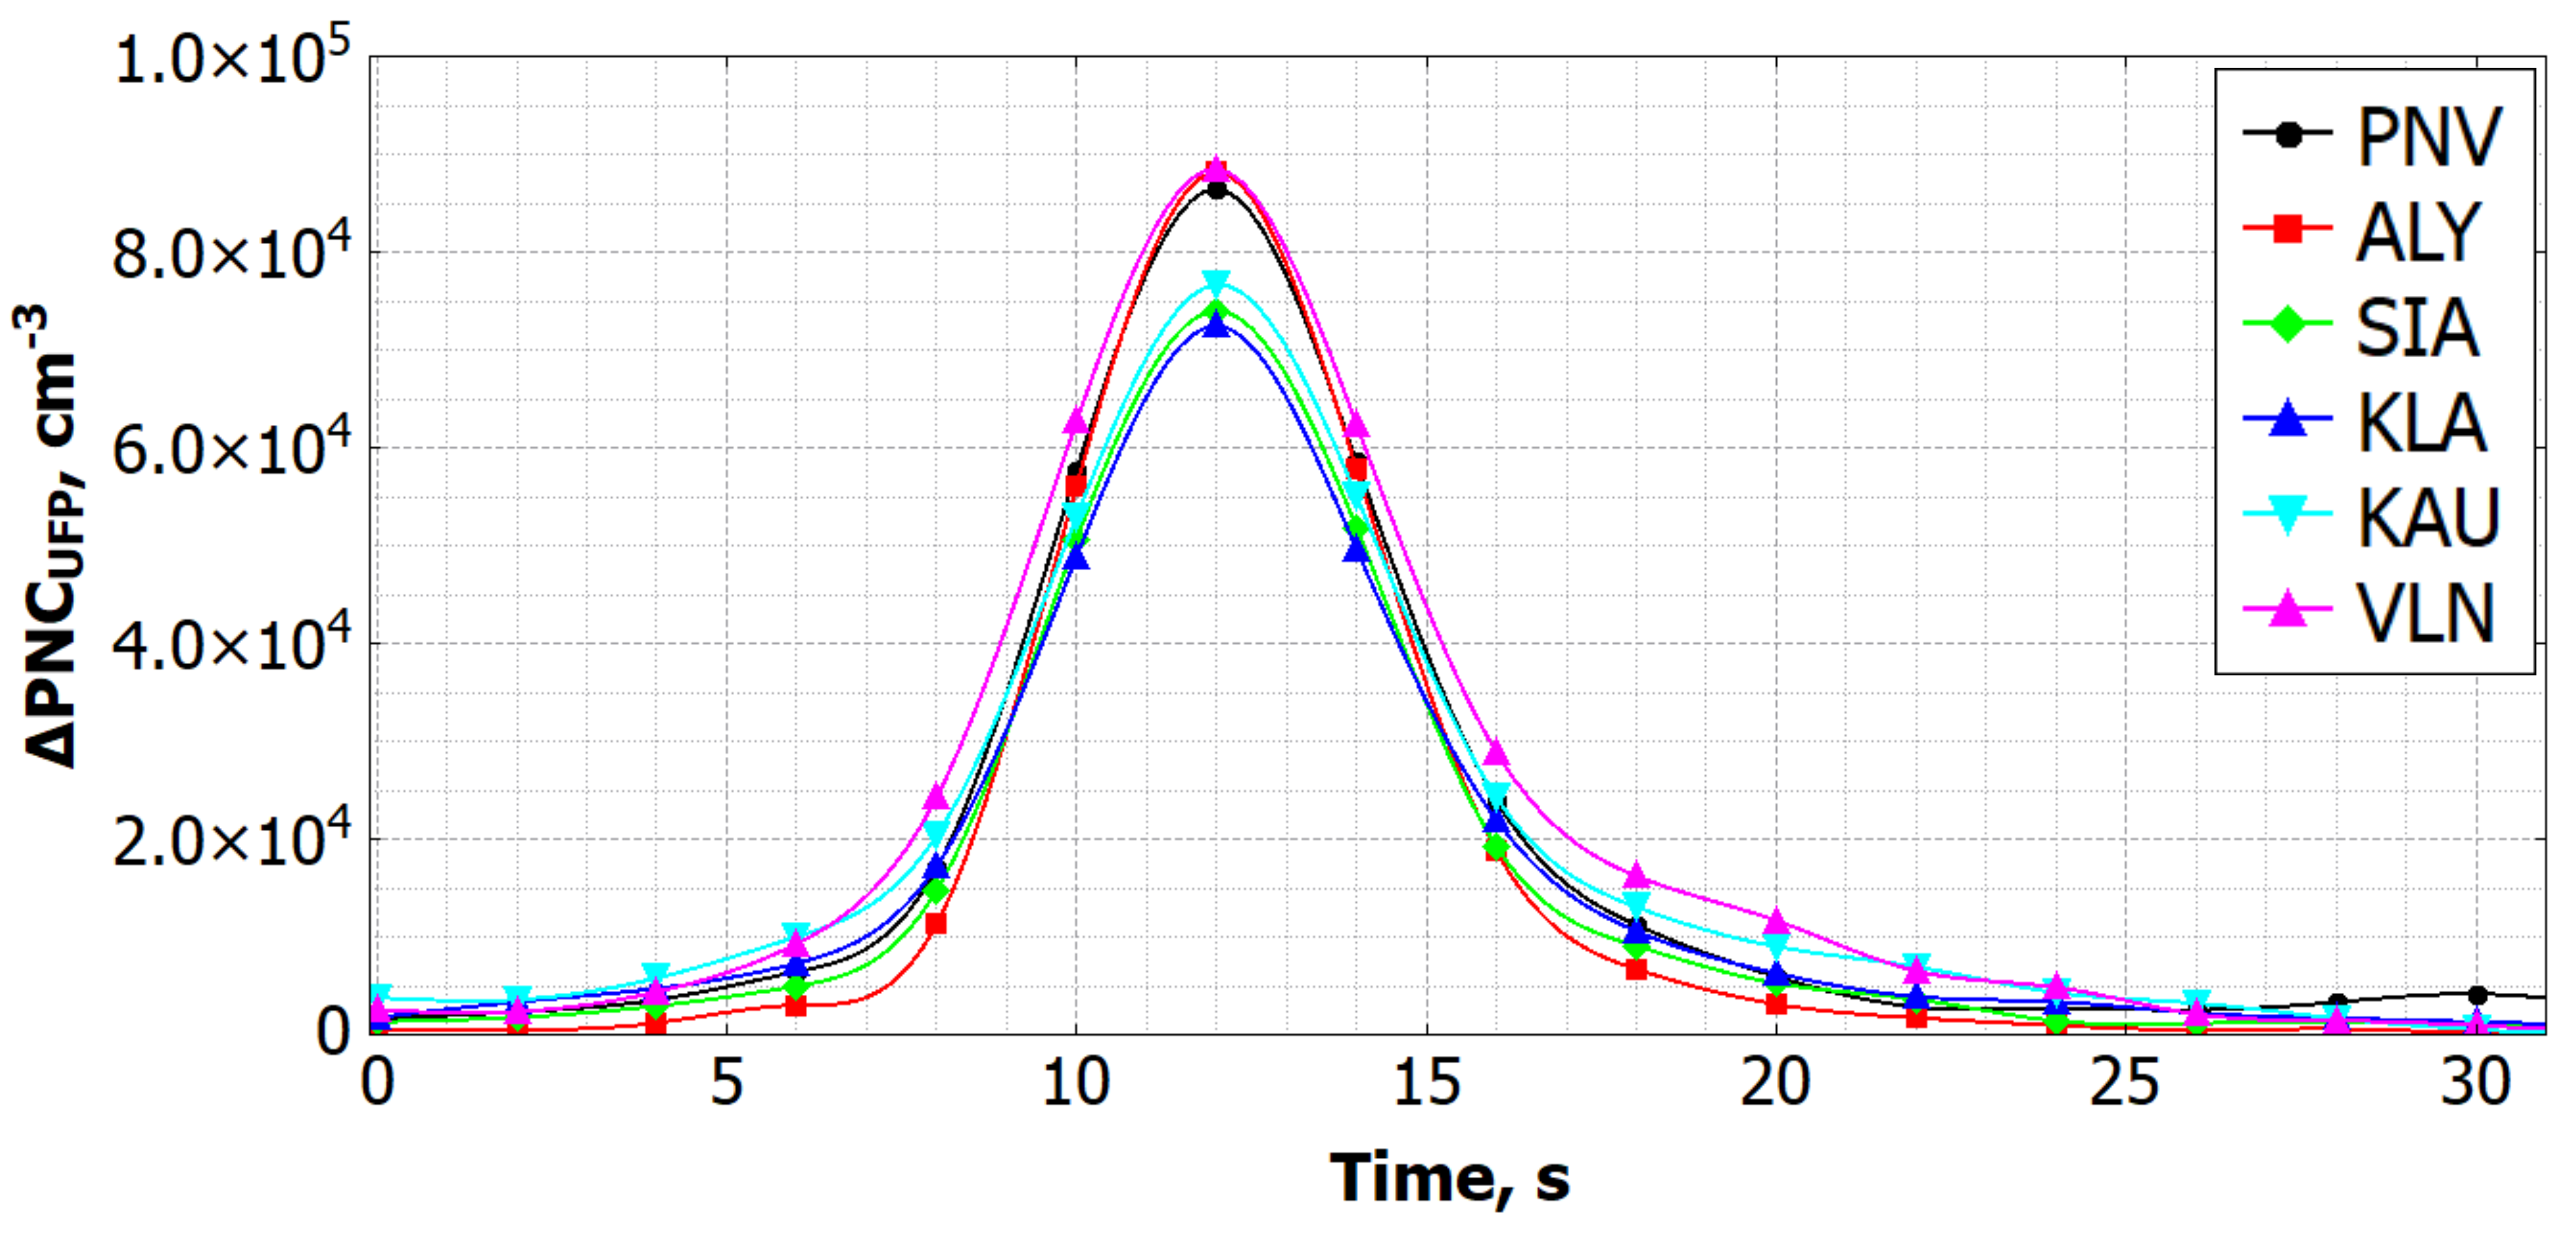 1.0×10⁵
8.0×10⁴
6.0×10⁴
4.0×10⁴
2.0×10⁴
0
ΔPNC_UFP, cm⁻³
0 5 10 15 20 25 30
Time, s
PNV
ALY
SIA
KLA
KAU
VLN